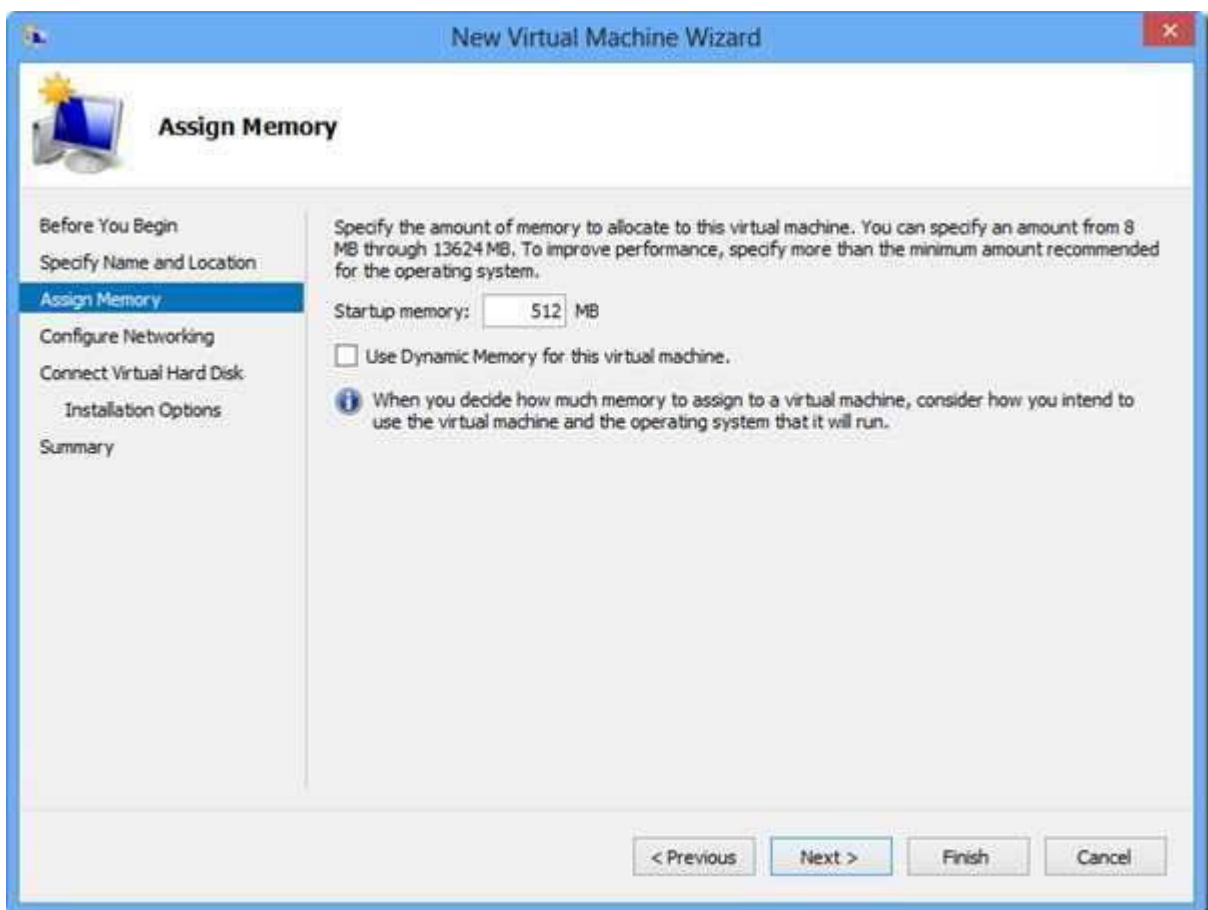 New Virtual Machine Wizard
Assign Memory
Before You Begin
Specify Name and Location
Assign Memory
Configure Networking
Connect Virtual Hard Disk
Installation Options
Summary
Specify the amount of memory to allocate to this virtual machine. You can specify an amount from 8
MB through 13624 MB. To improve performance, specify more than the minimum amount recommended
for the operating system.
Startup memory: 512 MB
Use Dynamic Memory for this virtual machine.
When you decide how much memory to assign to a virtual machine, consider how you intend to
use the virtual machine and the operating system that it will run.
< Previous Next > Finish Cancel